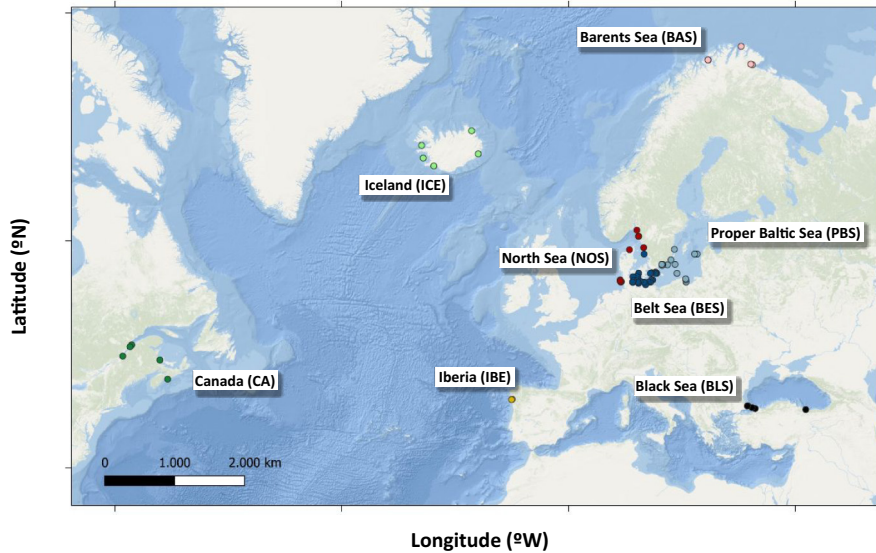 Barents Sea (BAS)
Iceland (ICE)
Proper Baltic Sea (PBS)
North Sea (NOS)
Belt Sea (BES)
Canada (CA)
Iberia (IBE)
Black Sea (BLS)
0 1.000 2.000 km
Latitude (ºN)
Longitude (ºW)